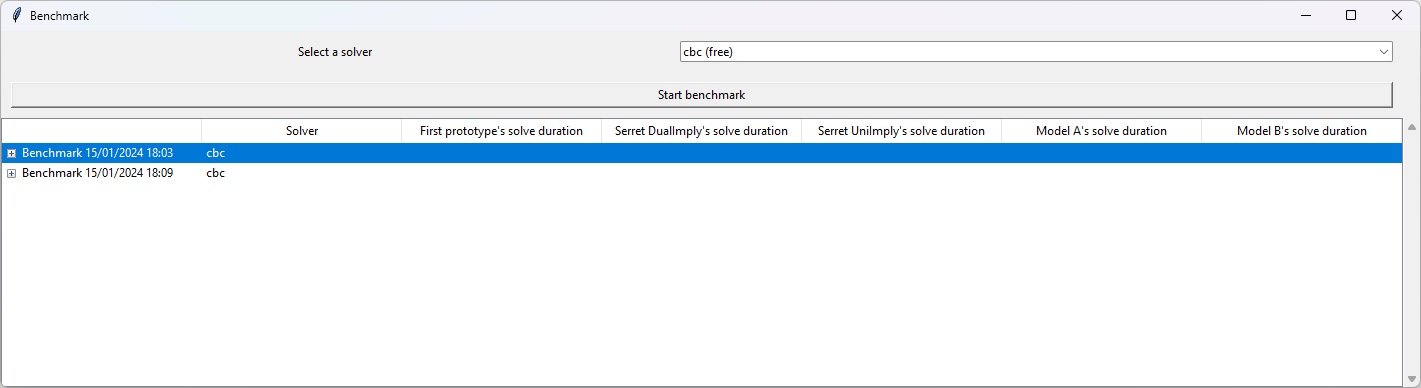 Benchmark
Select a solver cbc (free)
Start benchmark
Solver First prototype's solve duration Serret DualImply's solve duration Serret UniImply's solve duration Model A's solve duration Model B's solve duration
Benchmark 15/01/2024 18:03 cbc
Benchmark 15/01/2024 18:09 cbc